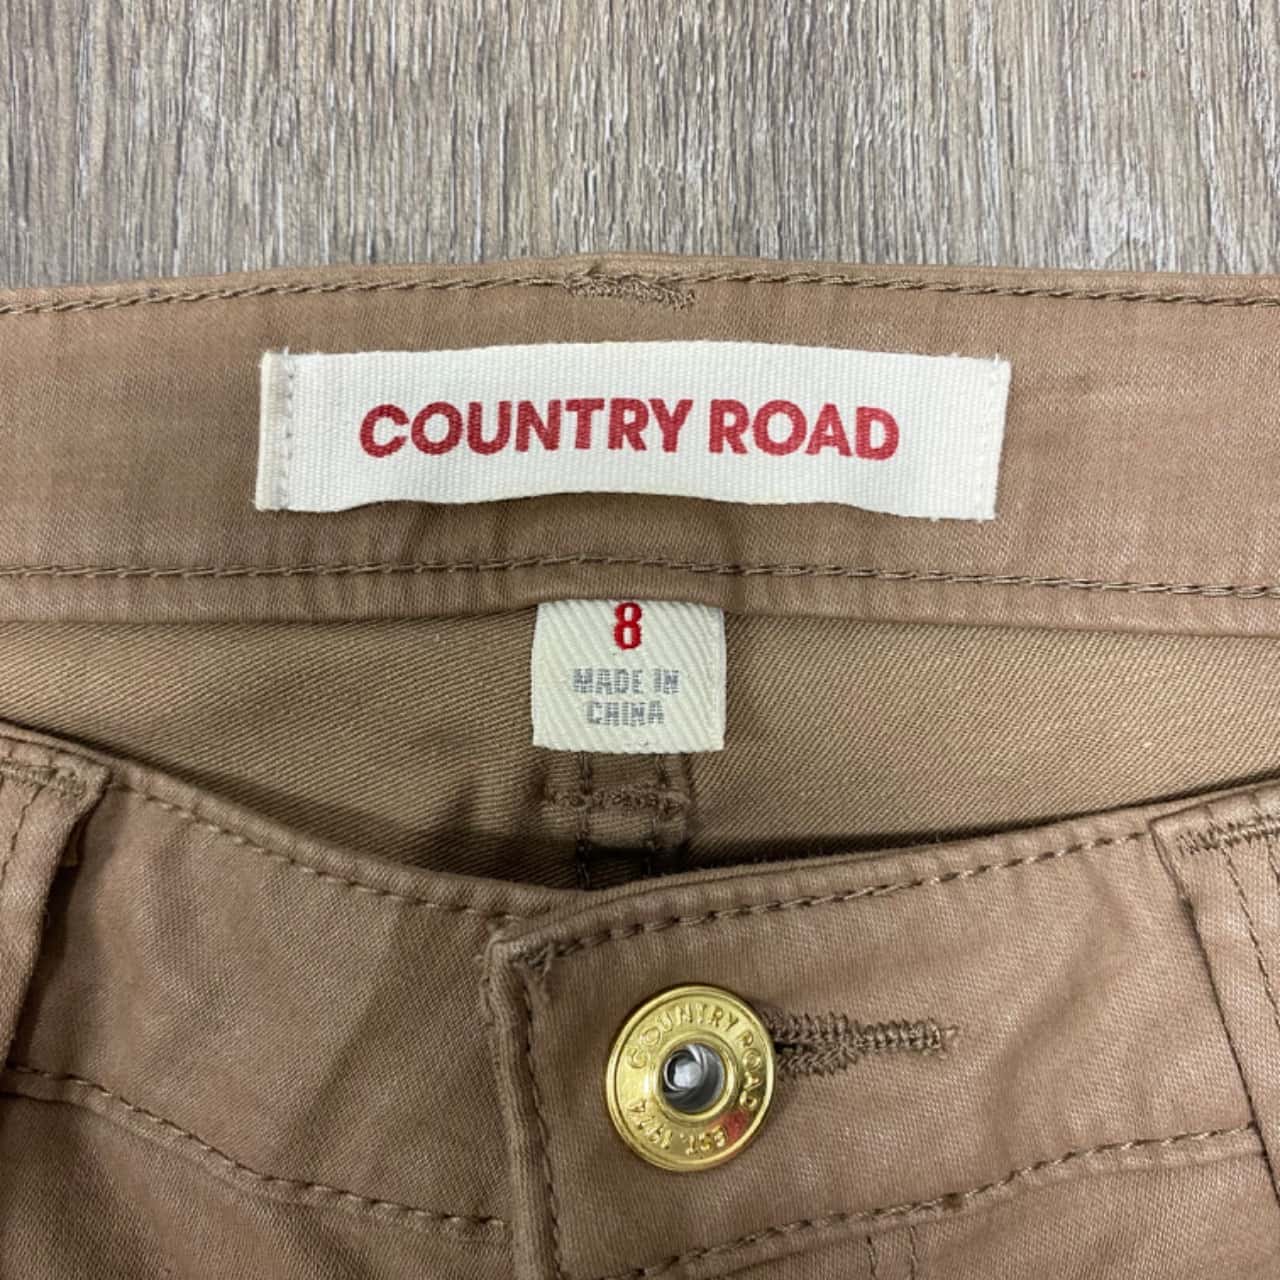 COUNTRY ROAD
8
MADE IN
CHINA
COUNTRY ROAD
EST. 1974